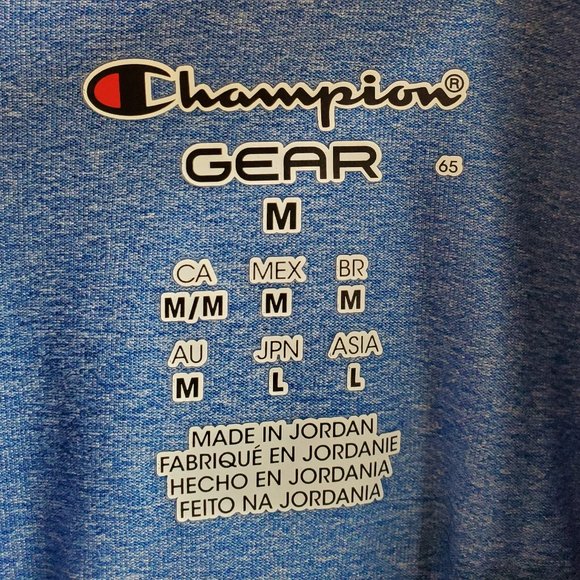 Champion®
GEAR 65
M
CA MEX BR
M/M M M
AU JPN ASIA
M L L
MADE IN JORDAN
FABRIQUÉ EN JORDANIE
HECHO EN JORDANIA
FEITO NA JORDANIA